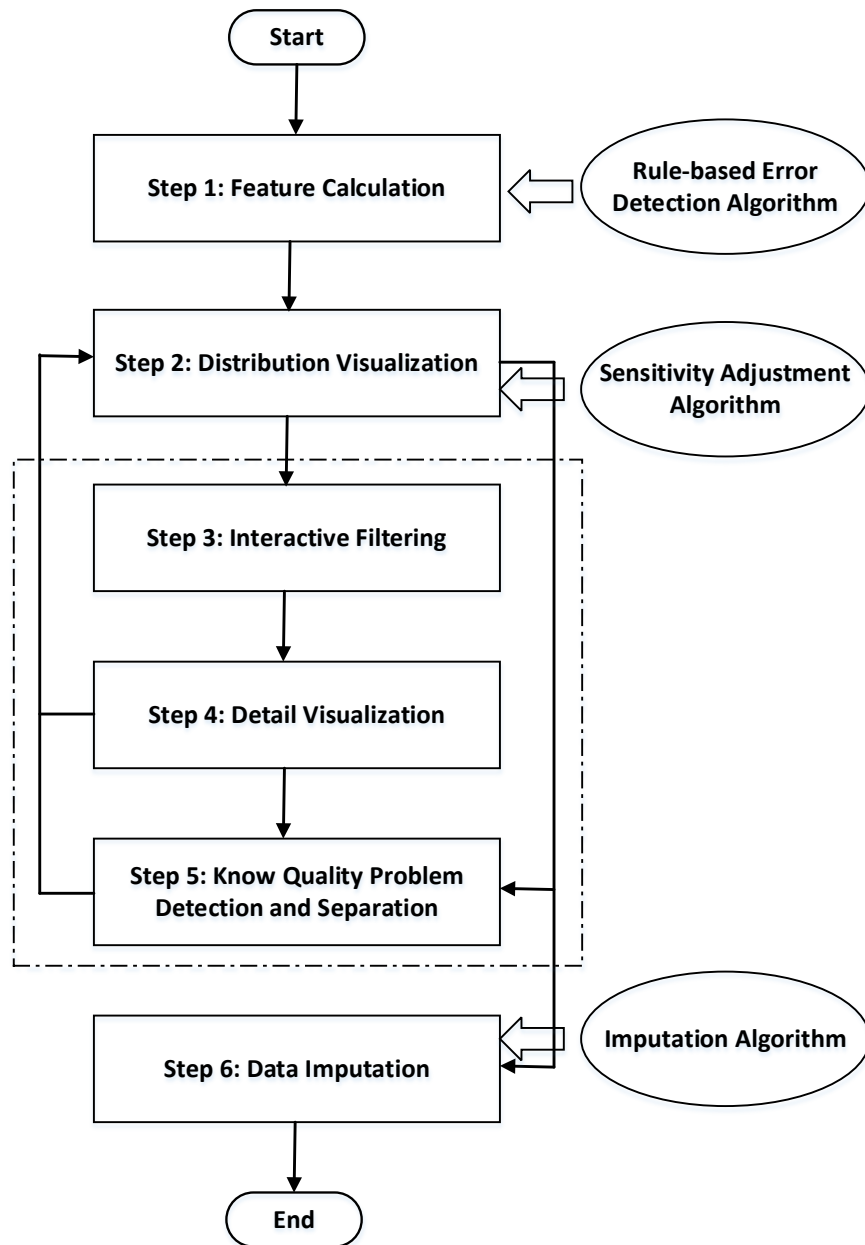 Start
Step 1: Feature Calculation
Rule-based Error
Detection Algorithm
Step 2: Distribution Visualization
Sensitivity Adjustment
Algorithm
Step 3: Interactive Filtering
Step 4: Detail Visualization
Step 5: Know Quality Problem
Detection and Separation
Step 6: Data Imputation
Imputation Algorithm
End